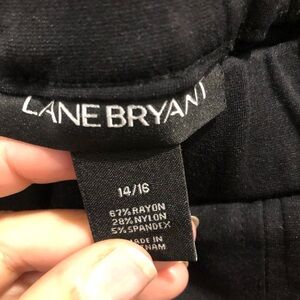 LANE BRYANT
14/16
67% RAYON
28% NYLON
5% SPANDEX
MADE IN